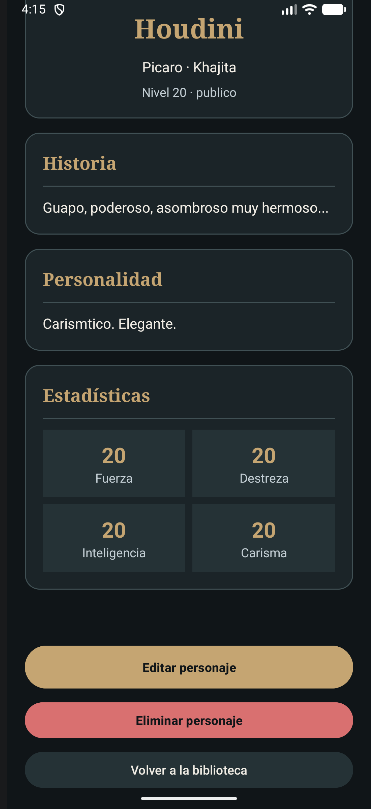 4:15
Houdini
Picaro · Khajita
Nivel 20 · publico
Historia
Guapo, poderoso, asombroso muy hermoso...
Personalidad
Carismtico. Elegante.
Estadísticas
20 20
Fuerza Destreza
20 20
Inteligencia Carisma
Editar personaje
Eliminar personaje
Volver a la biblioteca